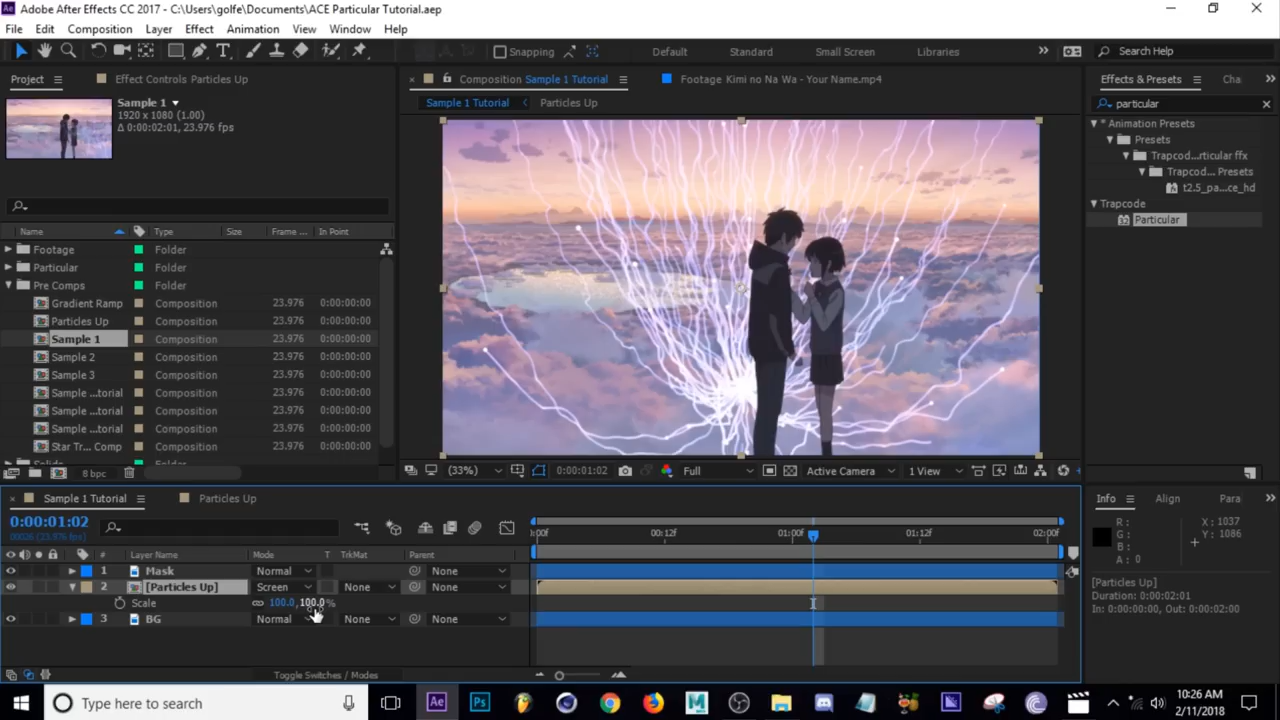 Adobe After Effects CC 2017 - C:\Users\golfe\Documents\ACE Particular Tutorial.aep
File Edit Composition Layer Effect Animation View Window Help
Snapping Default Standard Small Screen Libraries Search Help
Project Effect Controls Particles Up
Composition Sample 1 Tutorial
Footage Kimi no Na Wa - Your Name.mp4
Effects & Presets Cha
Sample 1
1920 x 1080 (1.00)
Δ 0:00:02:01, 23.976 fps
Sample 1 Tutorial Particles Up
particular
* Animation Presets
Presets
Trapcod...rticular ffx
Trapcod... Presets
t2.5_pa...ce_hd
Trapcode
Particular
Name Type Size Frame ... In Point
Footage Folder
Particular Folder
Pre Comps Folder
Gradient Ramp Composition 23.976 0:00:00:00
Particles Up Composition 23.976 0:00:00:00
Sample 1 Composition 23.976 0:00:00:00
Sample 2 Composition 23.976 0:00:00:00
Sample 3 Composition 23.976 0:00:00:00
Sample ...torial Composition 23.976 0:00:00:00
Sample ...torial Composition 23.976 0:00:00:00
Sample ...torial Composition 23.976 0:00:00:00
Star Tr... Comp Composition 23.976 0:00:00:00
Solids Folder
8 bpc
(33%) 0:00:01:02 Full Active Camera 1 View
Sample 1 Tutorial Particles Up
Info Align Para
0:00:01:02
00026 (23.976 fps)
:00f 00:12f 01:00f 01:12f 02:00f
R :
G :
B :
A : 0
X : 1037
Y : 1086
# Layer Name Mode T TrkMat Parent
1 Mask Normal None
2 [Particles Up] Screen None None
Scale 100.0, 100.0 %
3 BG Normal None None
[Particles Up]
Duration: 0:00:02:01
In: 0:00:00:00, Out: 0:00:02:00
Toggle Switches / Modes
Type here to search
Ae Ps M
10:26 AM
2/11/2018